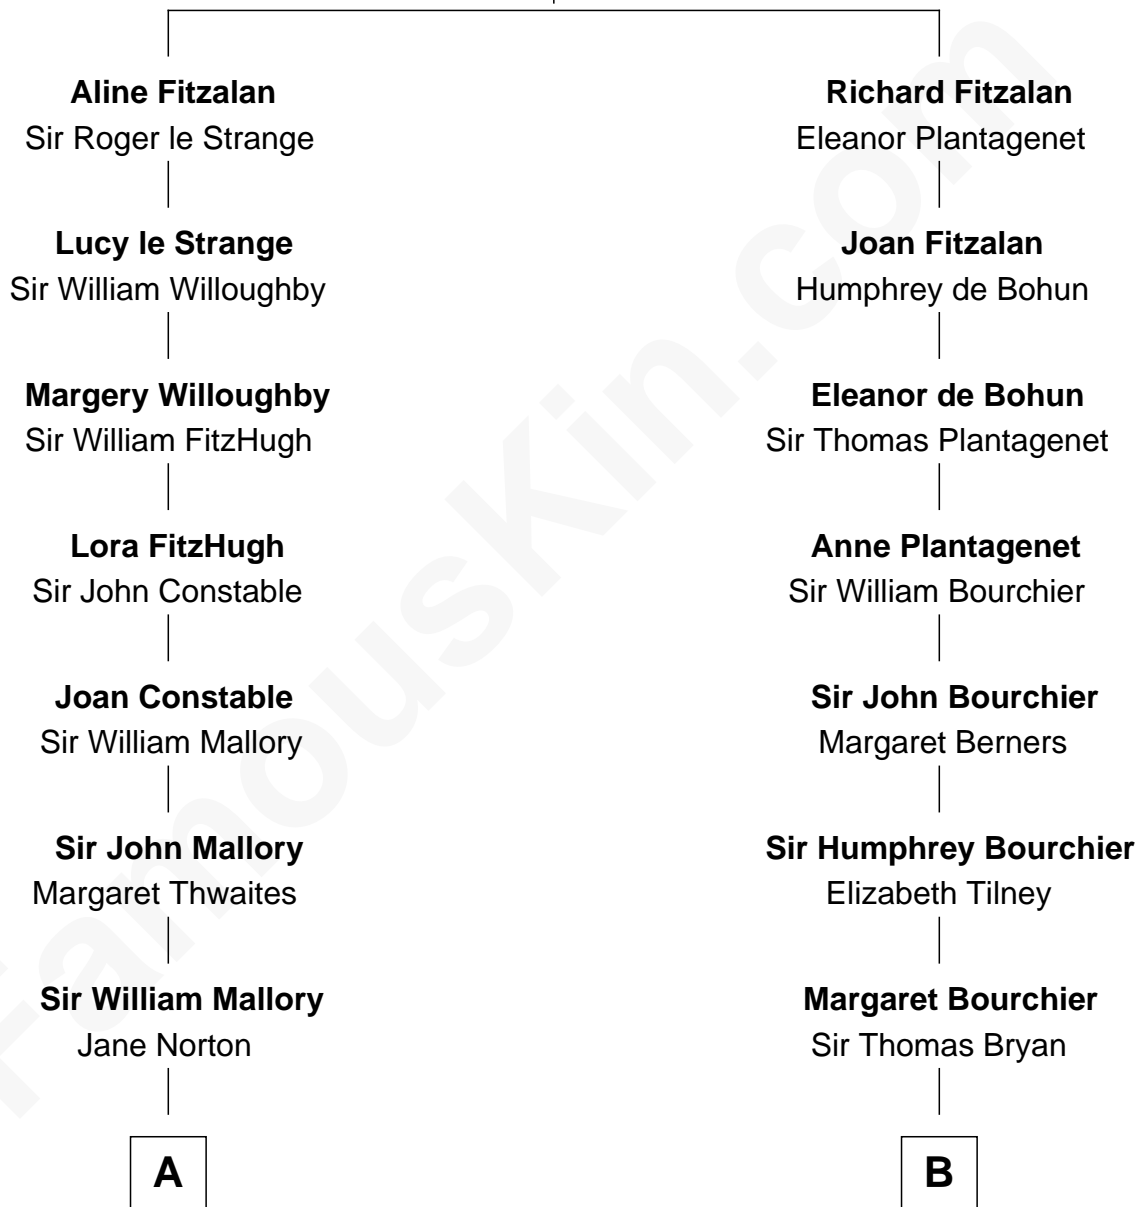 Aline Fitzalan
Sir Roger le Strange
Lucy le Strange
Sir William Willoughby
Margery Willoughby
Sir William FitzHugh
Lora FitzHugh
Sir John Constable
Joan Constable
Sir William Mallory
Sir John Mallory
Margaret Thwaites
Sir William Mallory
Jane Norton
A
Richard Fitzalan
Eleanor Plantagenet
Joan Fitzalan
Humphrey de Bohun
Eleanor de Bohun
Sir Thomas Plantagenet
Anne Plantagenet
Sir William Bourchier
Sir John Bourchier
Margaret Berners
Sir Humphrey Bourchier
Elizabeth Tilney
Margaret Bourchier
Sir Thomas Bryan
B
FamousKin.com